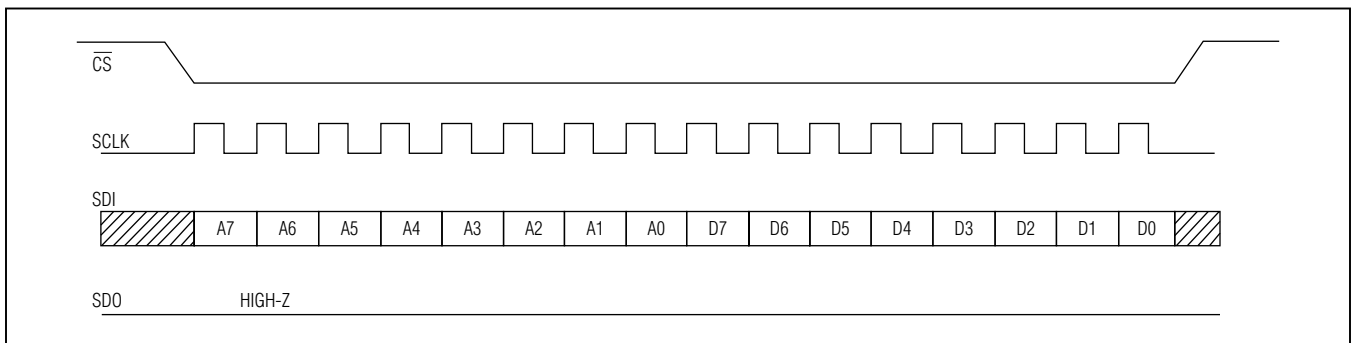 C̅S̅
SCLK
SDI
A7 A6 A5 A4 A3 A2 A1 A0 D7 D6 D5 D4 D3 D2 D1 D0
SDO HIGH-Z